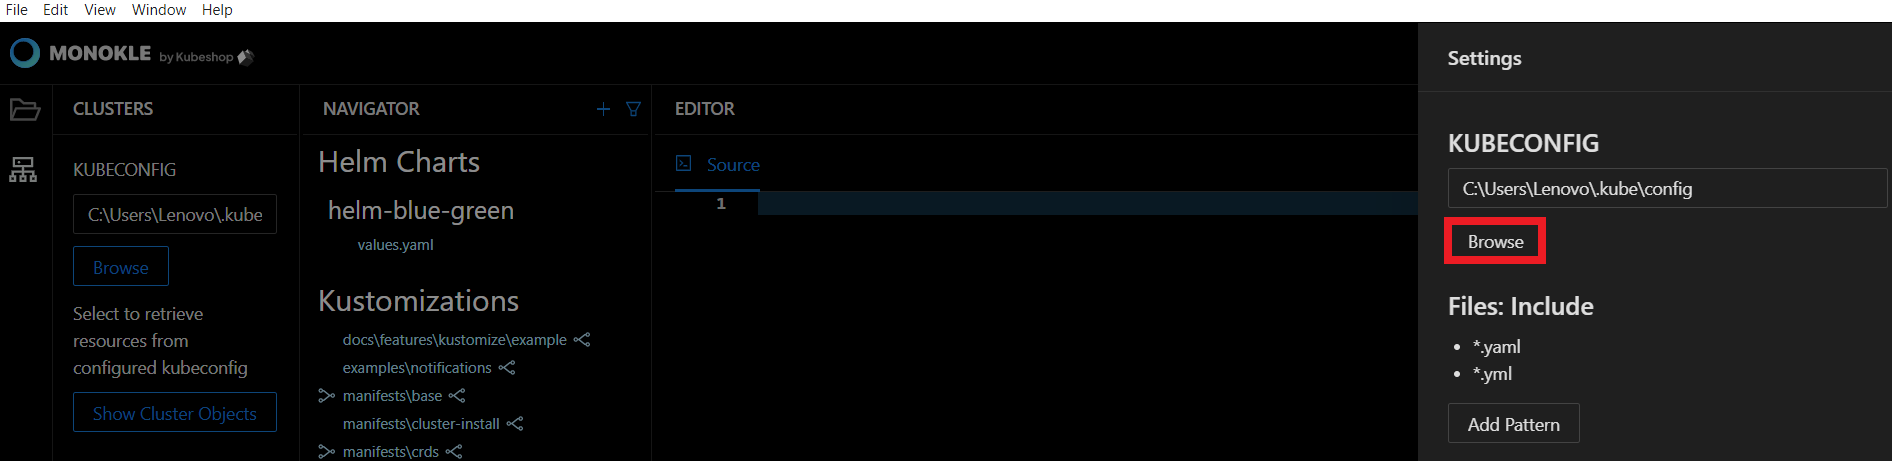 File Edit View Window Help
MONOKLE by Kubeshop
CLUSTERS
KUBECONFIG
C:\Users\Lenovo\.kube
Browse
Select to retrieve
resources from
configured kubeconfig
Show Cluster Objects
NAVIGATOR
Helm Charts
helm-blue-green
values.yaml
Kustomizations
docs\features\kustomize\example
examples\notifications
manifests\base
manifests\cluster-install
manifests\crds
EDITOR
Source
1
Settings
KUBECONFIG
C:\Users\Lenovo\.kube\config
Browse
Files: Include
• *.yaml
• *.yml
Add Pattern